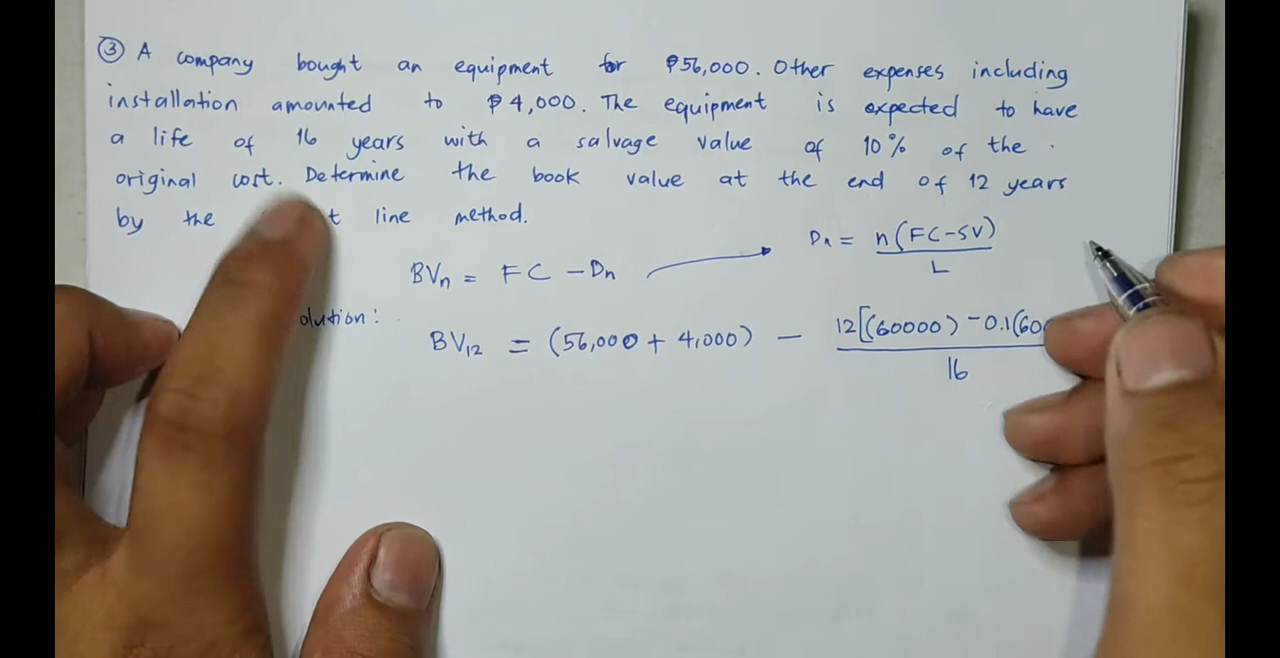 ③ A company bought an equipment for ₱56,000. Other expenses including
installation amounted to ₱4,000. The equipment is expected to have
a life of 16 years with a salvage value of 10% of the
original cost. Determine the book value at the end of 12 years
by the t line method.
Dn = n(FC-SV)/L
BVn = FC - Dn
olution:
BV12 = (56,000 + 4,000) - 12[(60000) - 0.1(60/16